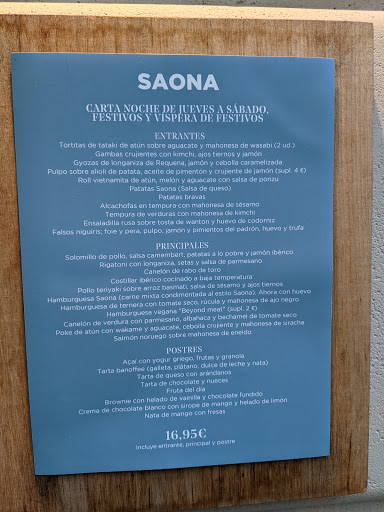 SAONA
CARTA NOCHE DE JUEVES A SÁBADO,
FESTIVOS Y VISPERA DE FESTIVOS
ENTRANTES
Tortitas de tataki de atún sobre aguacate y mahonesa de wasabi (2 ud.)
Gambas crujientes con kimchi, ajos tiernos y jamón
Gyozas de longaniza de Requena, jamón y cebolla caramelizada
Pulpo sobre alioli de patata, aceite de pimentón y crujiente de jamón (supl. 4 €)
Roll vietnamita de atún, melón y aguacate con salsa de ponzu
Patatas Saona (Salsa de queso)
Patatas bravas
Alcachofas en tempura con mahonesa de sésamo
Tempura de verduras con mahonesa de kimchi
Ensaladilla rusa sobre tosta de wanton y huevo de codorniz
Falsos niguiris; foie y pera, pulpo, jamón y pimientos del padrón, huevo y trufa
PRINCIPALES
Solomillo de pollo, salsa camembert, patatas a lo pobre y jamón ibérico
Rigatoni con longaniza, setas y salsa de parmesano
Canelón de rabo de toro
Costillar ibérico cocinado a baja temperatura
Pollo teriyaki sobre arroz basmati, salsa de sésamo y ajos tiernos
Hamburguesa Saona (carne mixta condimentada al estilo Saona). Ahora con huevo
Hamburguesa de ternera con tomate seco, rúcula y mahonesa de ajo negro
Hamburguesa vegana "Beyond meat" (Supl. 2 €)
Canelón de verdura con parmesano, albahaca y bechamel de tomate seco
Poke de atún con wakame y aguacate, cebolla crujiente y mahonesa de siracha
Salmón noruego sobre mahonesa de eneldo
POSTRES
Açaí con yogur griego, frutas y granola
Tarta banoffee (galleta, plátano, dulce de leche y nata)
Tarta de queso con arándanos
Tarta de chocolate y nueces
Fruta del día
Brownie con helado de vainilla y chocolate fundido
Crema de chocolate blanco con sirope de mango y helado de limón
Nata de mango con fresas
16,95€
Incluye entrante, principal y postre